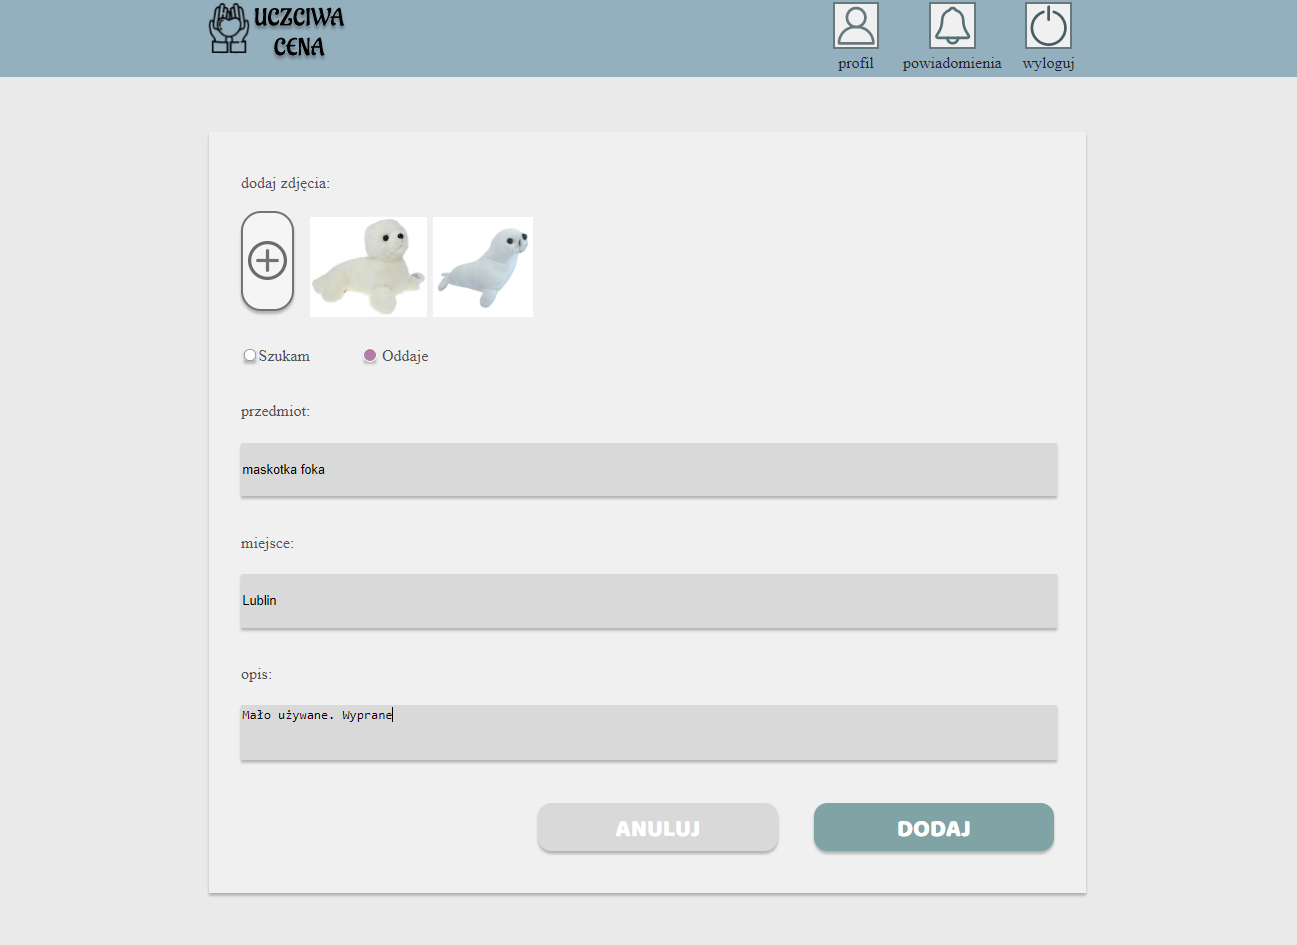 UCZCIWA
CENA
profil
powiadomienia
wyloguj
dodaj zdjęcia:
Szukam
Oddaje
przedmiot:
maskotka foka
miejsce:
Lublin
opis:
Mało używane. Wyprane
ANULUJ
DODAJ